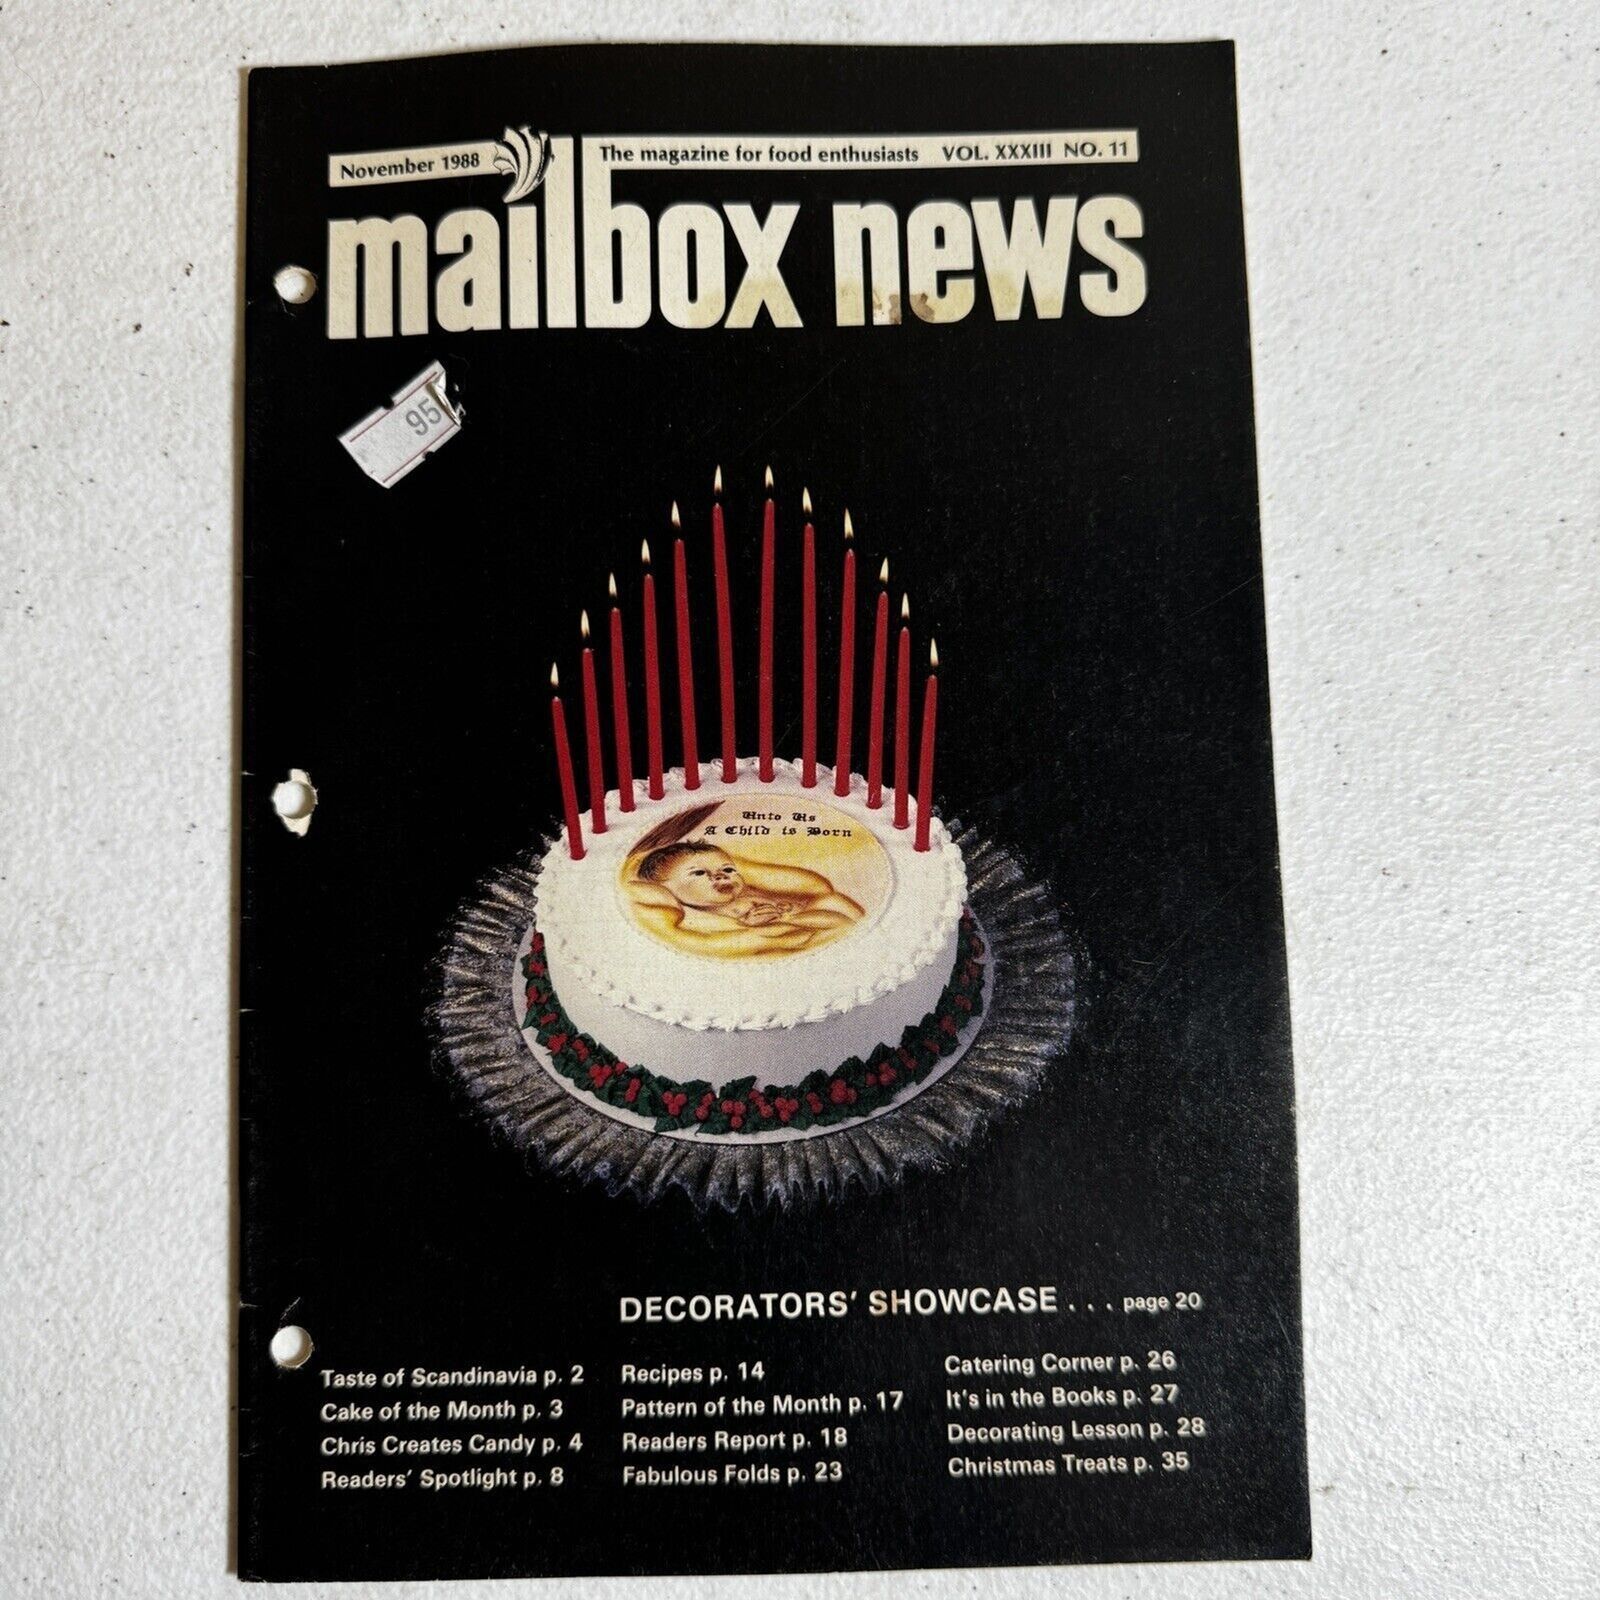 November 1988
The magazine for food enthusiasts VOL. XXXIII NO. 11
mailbox news
95
Unto Us
A Child is Born
DECORATORS' SHOWCASE . . . page 20
Taste of Scandinavia p. 2
Cake of the Month p. 3
Chris Creates Candy p. 4
Readers' Spotlight p. 8
Recipes p. 14
Pattern of the Month p. 17
Readers Report p. 18
Fabulous Folds p. 23
Catering Corner p. 26
It's in the Books p. 27
Decorating Lesson p. 28
Christmas Treats p. 35